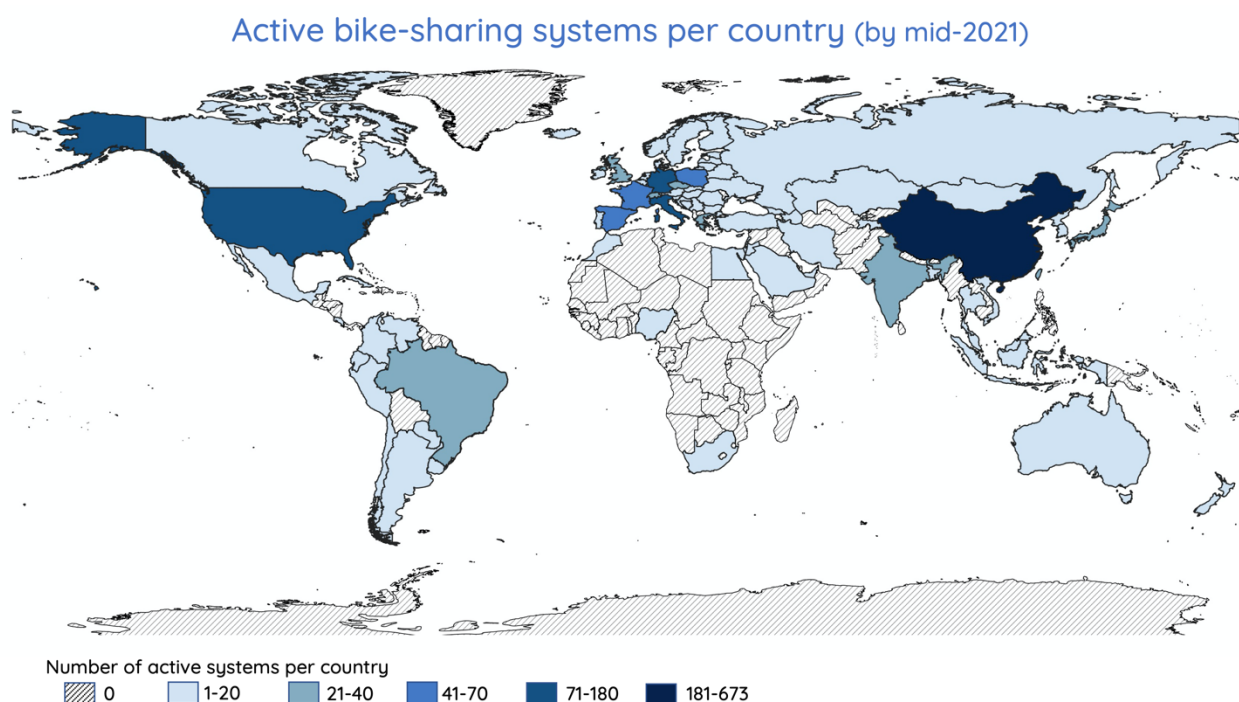 Active bike-sharing systems per country (by mid-2021)
Number of active systems per country
0 1-20 21-40 41-70 71-180 181-673